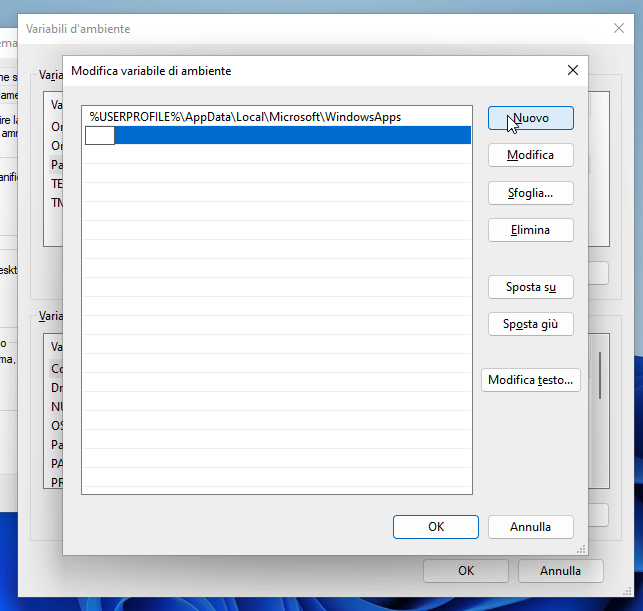 Variabili d'ambiente
Modifica variabile di ambiente
%USERPROFILE%\AppData\Local\Microsoft\WindowsApps
Nuovo
Modifica
Sfoglia...
Elimina
Sposta su
Sposta giù
Modifica testo...
OK
Annulla
OK
Annulla